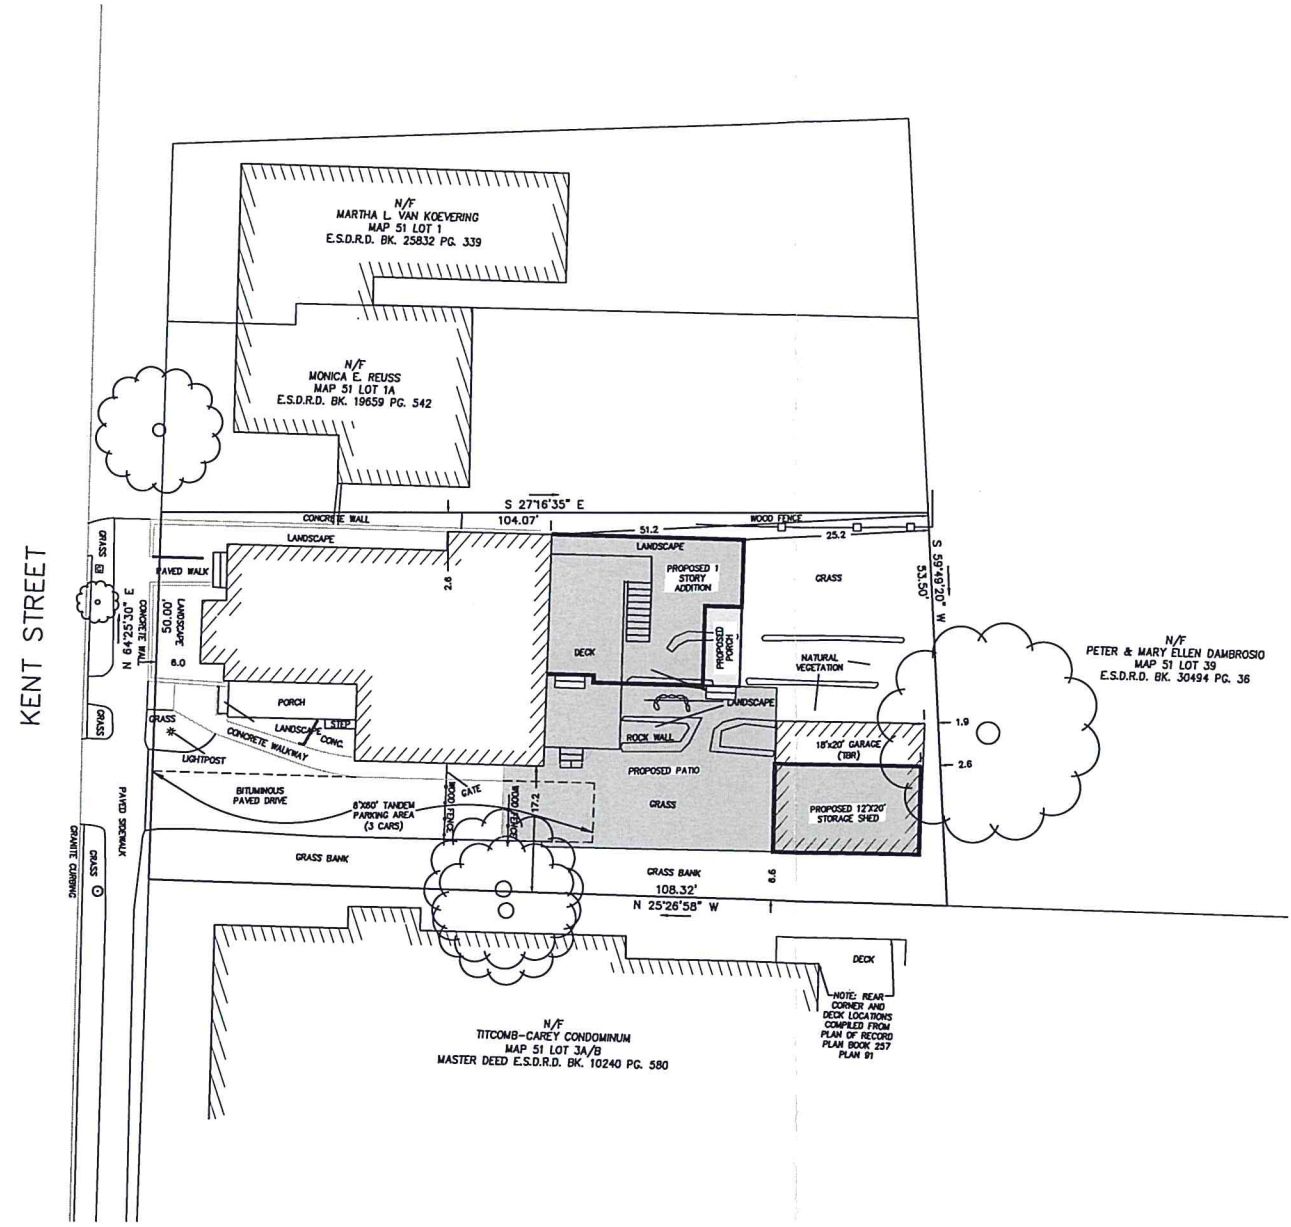 N/F
MARTHA L. VAN KOEVERING
MAP 51 LOT 1
E.S.D.R.D. BK. 25832 PG. 339
N/F
MONICA E. REUSS
MAP 51 LOT 1A
E.S.D.R.D. BK. 19659 PG. 542
KENT STREET
S 27°16'35" E
104.07'
CONCRETE WALL
LANDSCAPE
WOOD FENCE
51.2
25.2
LANDSCAPE
PROPOSED 1
STORY
ADDITION
GRASS
S 59°49'20" W
53.50'
GRASS
PAVED WALK
N 64°25'30" E
CONCRETE WALL
50.00'
LANDSCAPE
6.0
2.6
DECK
PROPOSED
PORCH
NATURAL
VEGETATION
N/F
PETER & MARY ELLEN DAMBROSIO
MAP 51 LOT 39
E.S.D.R.D. BK. 30494 PG. 36
PORCH
LANDSCAPE
STEP
CONC.
LANDSCAPE
ROCK WALL
GRASS
GRASS
LIGHTPOST
CONCRETE WALKWAY
1.9
2.6
18'x20' GARAGE
(TBR)
PROPOSED PATIO
GRASS
PROPOSED 12'X20'
STORAGE SHED
BITUMINOUS
PAVED DRIVE
8'X60' TANDEM
PARKING AREA
(3 CARS)
GATE
WOOD FENCE
WOOD FENCE
17.2
PAVED SIDEWALK
GRANITE CURBING
GRASS
GRASS BANK
GRASS BANK
9.9
108.32'
N 25°26'58" W
DECK
NOTE: REAR
CORNER AND
DECK LOCATIONS
COMPILED FROM
PLAN OF RECORD
PLAN BOOK 257
PLAN 91
N/F
TITCOMB-CAREY CONDOMINUM
MAP 51 LOT 3A/B
MASTER DEED E.S.D.R.D. BK. 10240 PG. 580